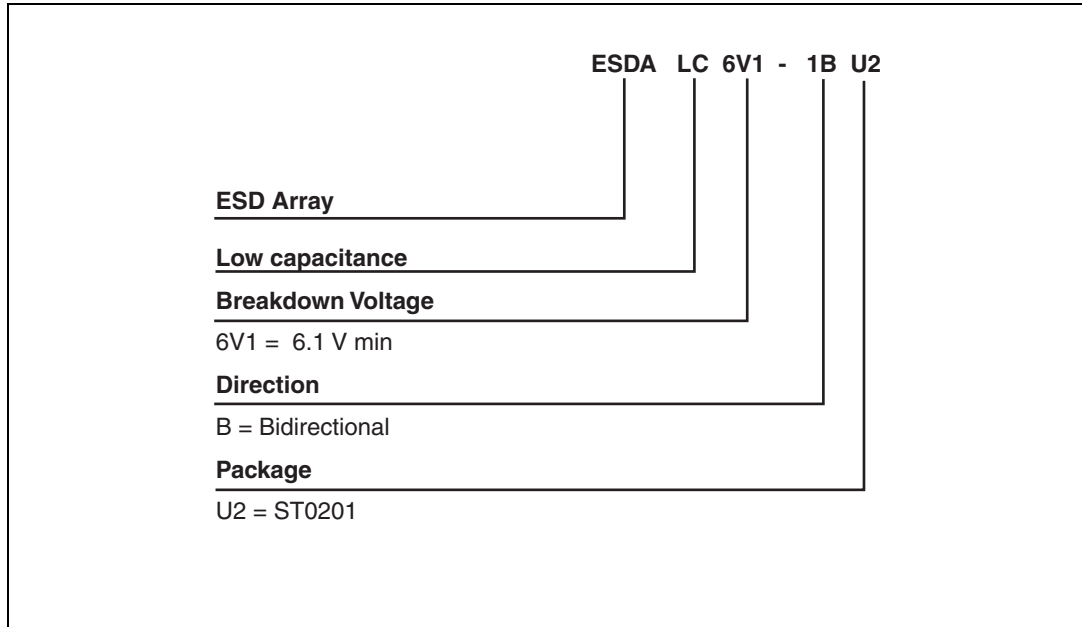 ESDA LC 6V1 - 1B U2
ESD Array
Low capacitance
Breakdown Voltage
6V1 = 6.1 V min
Direction
B = Bidirectional
Package
U2 = ST0201